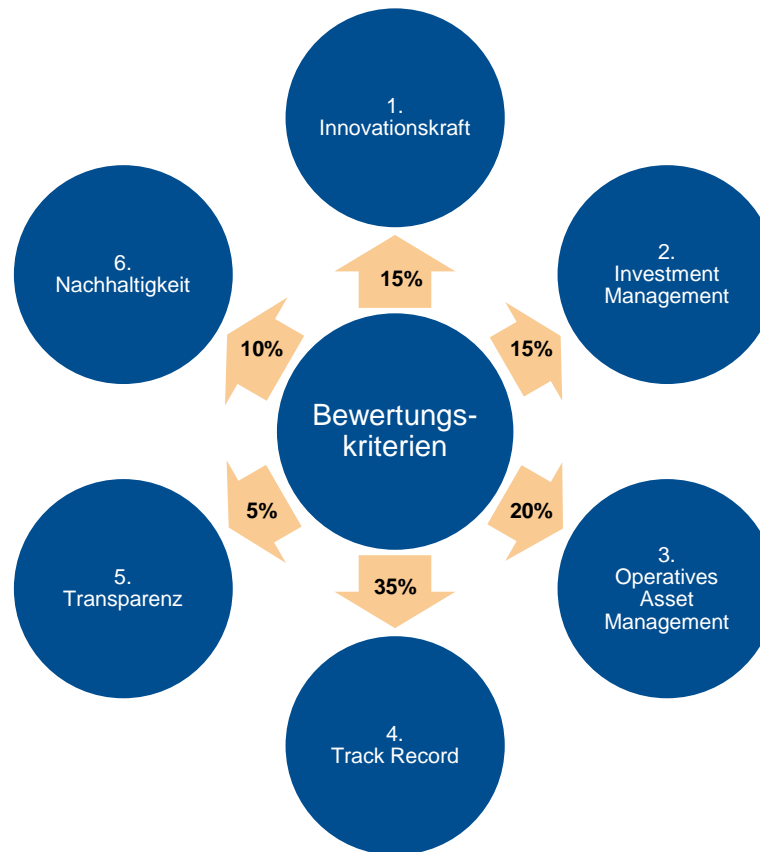 1.
Innovationskraft
15%
2.
Investment
Management
15%
3.
Operatives
Asset
Management
20%
4.
Track Record
35%
5.
Transparenz
5%
6.
Nachhaltigkeit
10%
Bewertungs-
kriterien